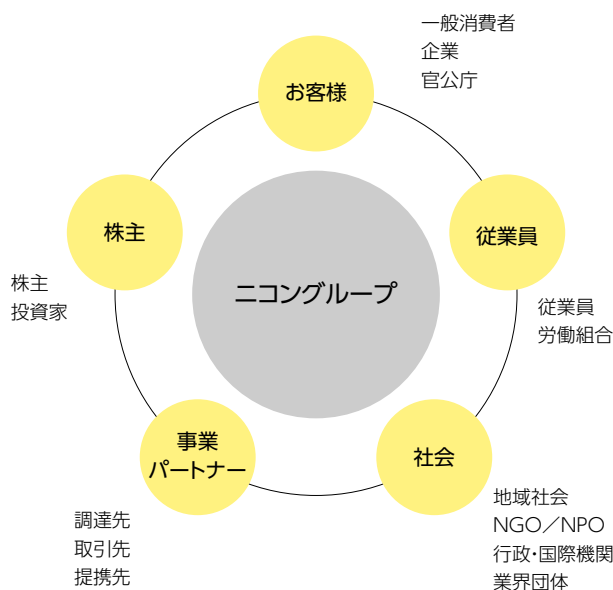 一般消費者
企業
官公庁
お客様
株主
従業員
ニコングループ
株主
投資家
従業員
労働組合
事業
パートナー
社会
調達先
取引先
提携先
地域社会
NGO／NPO
行政・国際機関
業界団体